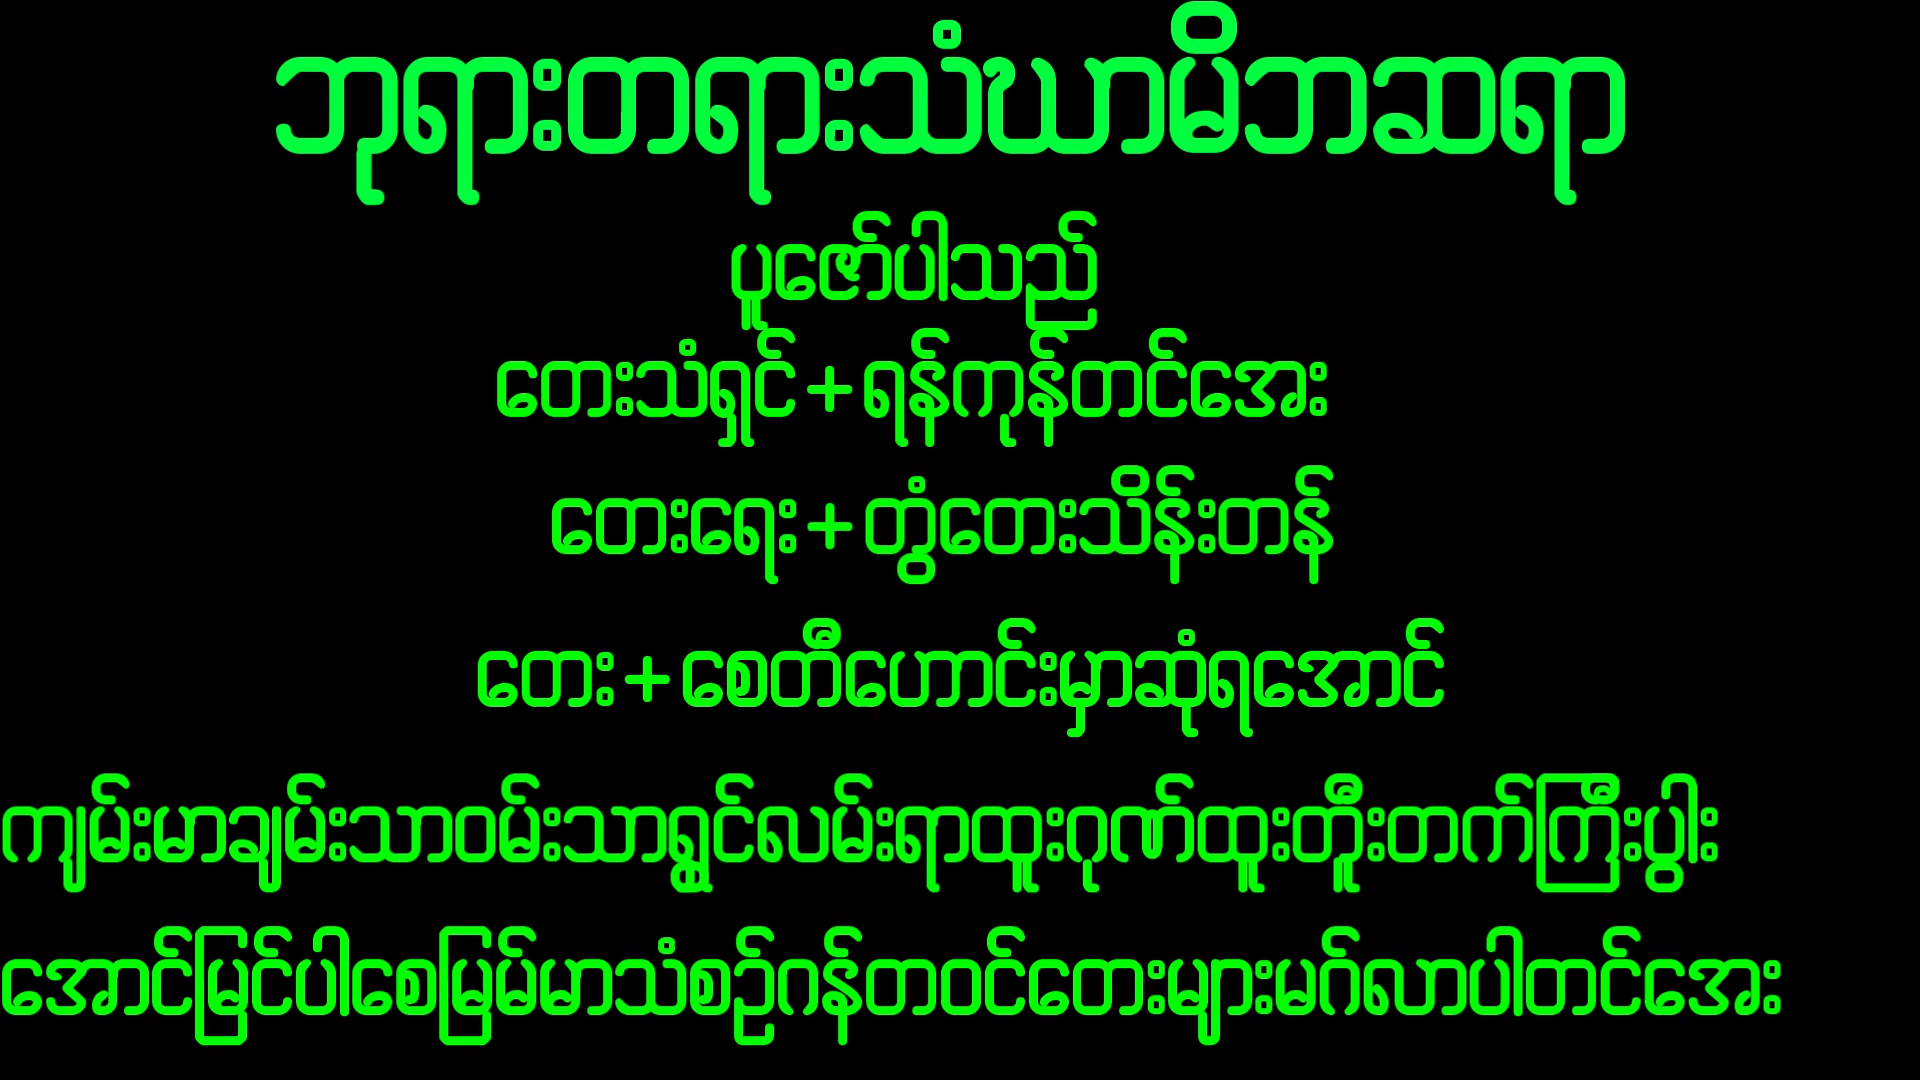 ဘုရားတရားသံဃာမိဘဆရာ
ပူဇော်ပါသည်
တေးသံရှင်+ရန်ကုန်တင်အေး
တေးရေး+တွံတေးသိန်းတန်
တေး+စေတီဟောင်းမှာဆုံရအောင်
ကျမ်းမာချမ်းသာဝမ်းသာရွှင်လမ်းရာထူးဂုဏ်ထူးတီူးတက်ကြီးပွါး
အောင်မြင်ပါစေမြမ်မာသံစဉ်ဂန်တဝင်တေးများမင်္ဂလာပါတင်အေး